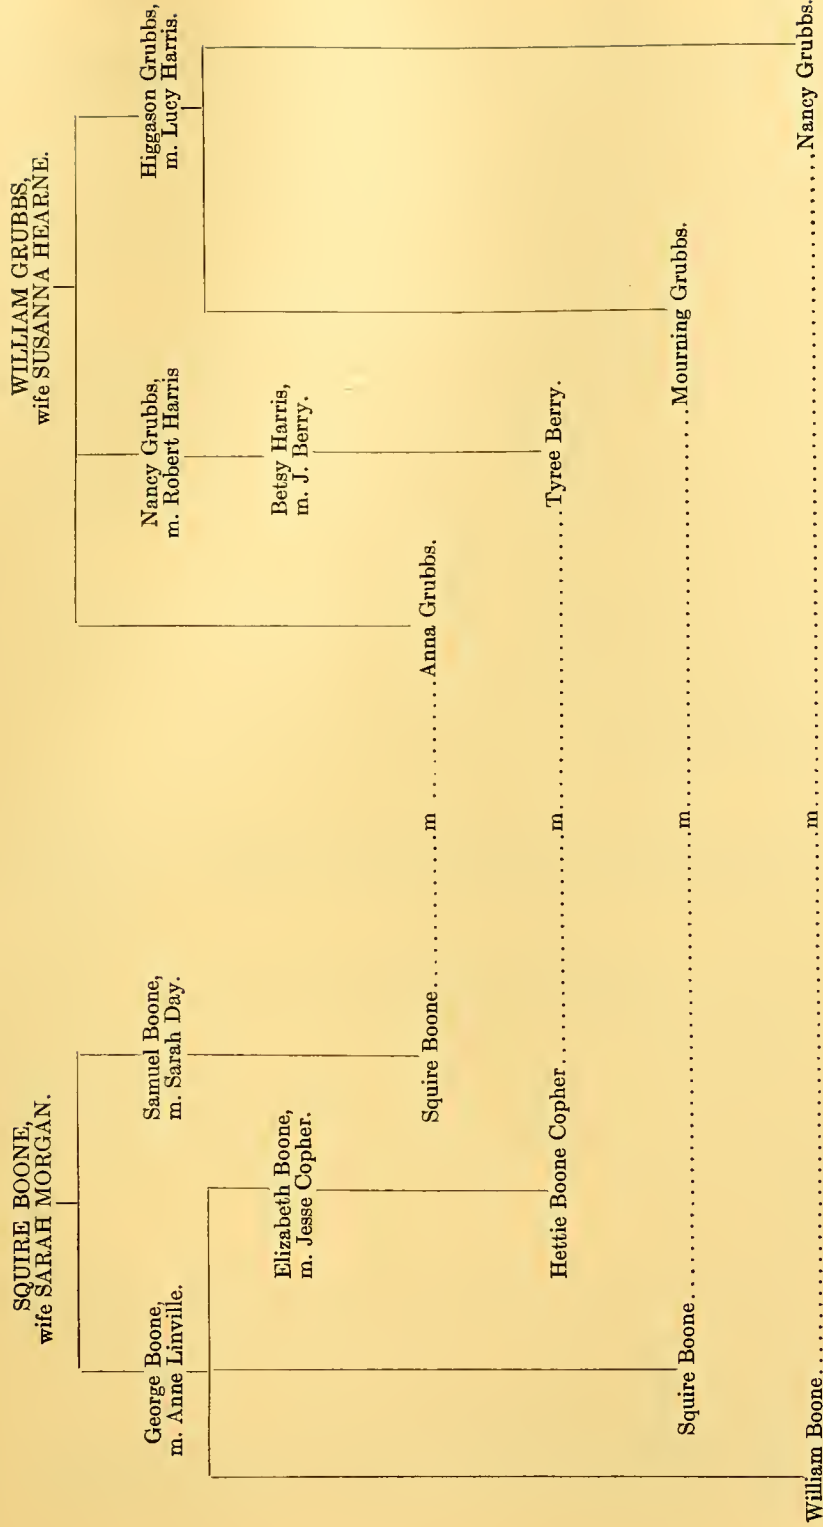 SQUIRE BOONE,
wife SARAH MORGAN.
WILLIAM GRUBBS,
wife SUSANNA HEARNE.
George Boone,
m. Anne Linville.
Samuel Boone,
m. Sarah Day.
Nancy Grubbs,
m. Robert Harris
Higgason Grubbs,
m. Lucy Harris.
Elizabeth Boone,
m. Jesse Copher.
Betsy Harris,
m. J. Berry.
Squire Boone....................m....................Anna Grubbs.
Hettie Boone Copher....................m....................Tyree Berry.
Squire Boone....................m....................Mourning Grubbs.
William Boone....................m....................Nancy Grubbs.